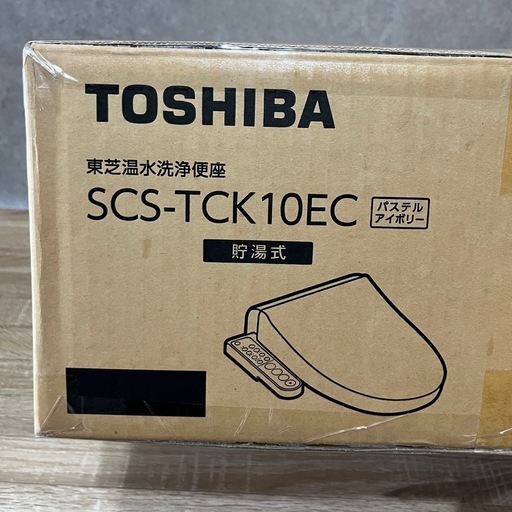 TOSHIBA
東芝温水洗浄便座
SCS-TCK10EC
パステル
アイボリー
貯湯式